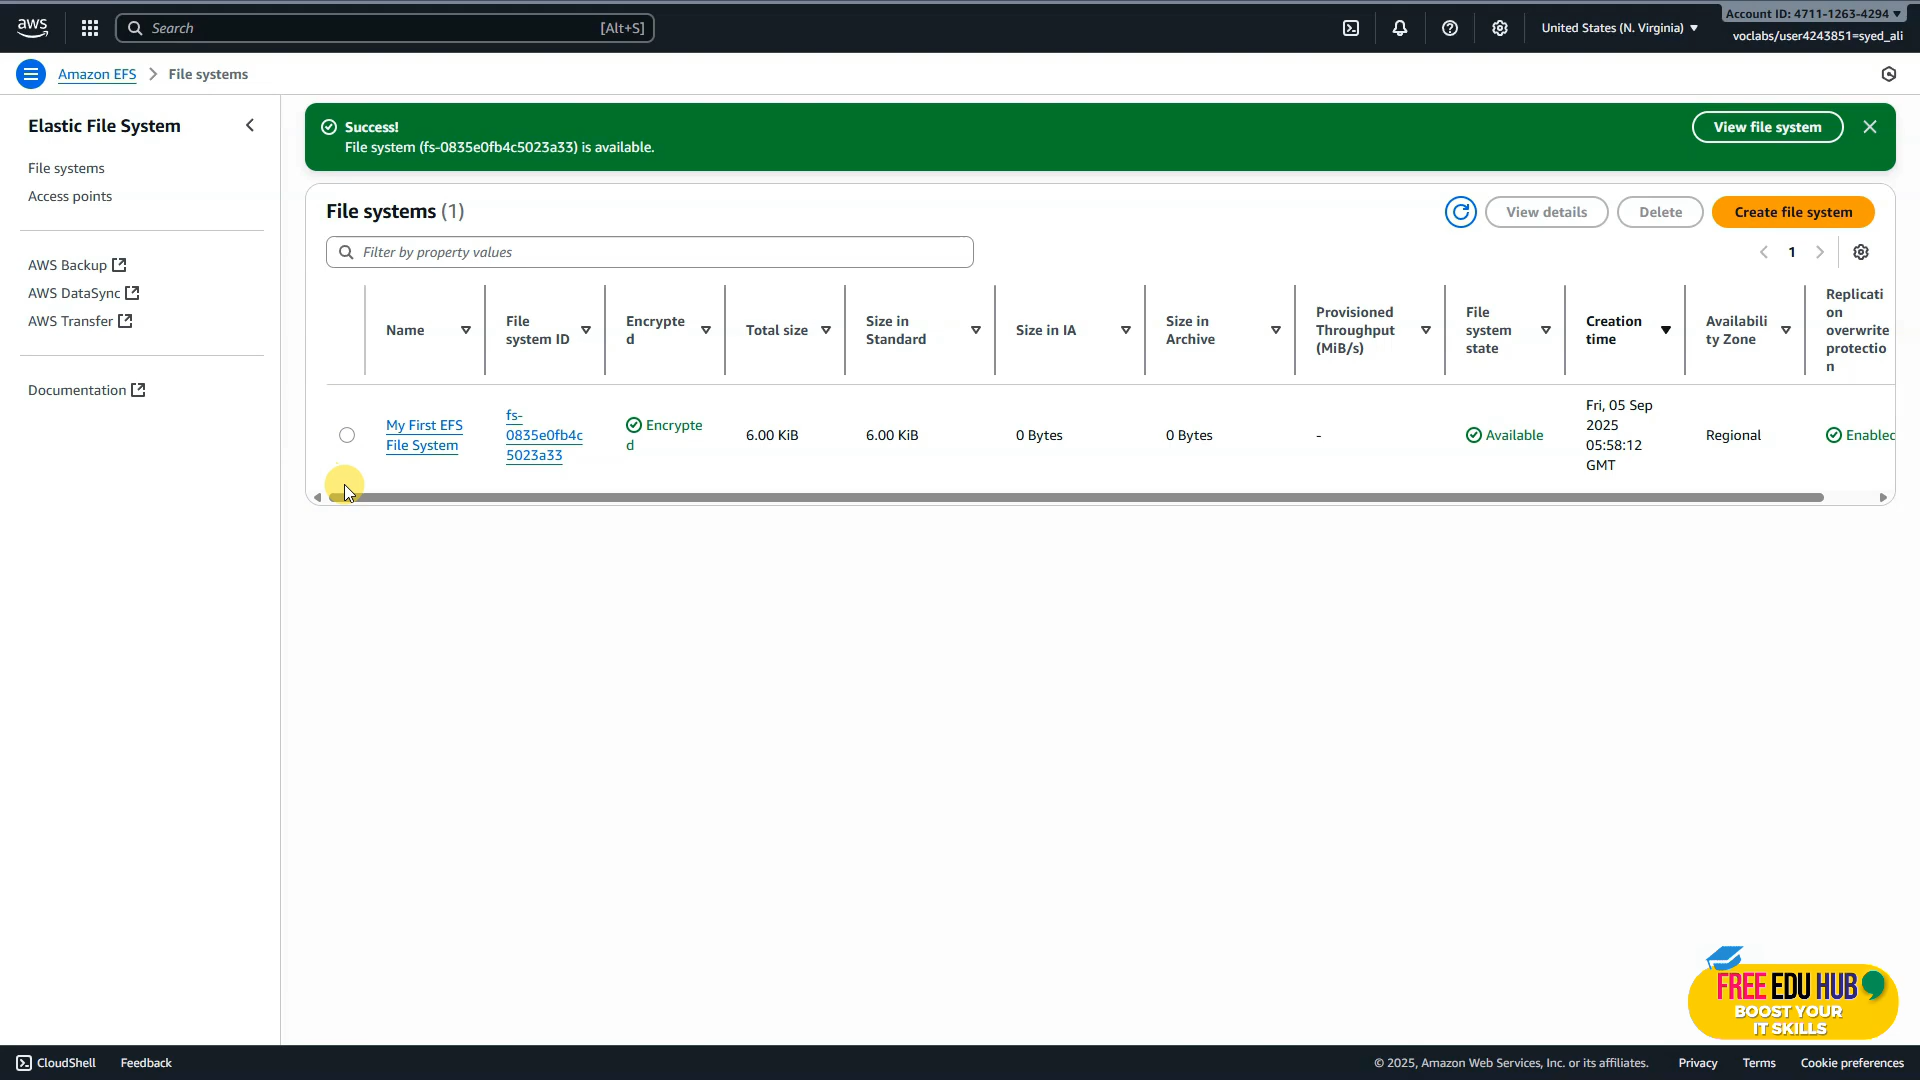 aws
Search [Alt+S]
United States (N. Virginia)
Account ID: 4711-1263-4294
voclabs/user4243851=syed_ali
Amazon EFS > File systems
Elastic File System
File systems
Access points
AWS Backup
AWS DataSync
AWS Transfer
Documentation
Success!
File system (fs-0835e0fb4c5023a33) is available.
View file system
File systems (1)
View details
Delete
Create file system
Filter by property values
1
Name
File
system ID
Encrypte
d
Total size
Size in
Standard
Size in IA
Size in
Archive
Provisioned
Throughput
(MiB/s)
File
system
state
Creation
time
Availabili
ty Zone
Replicati
on
overwrite
protectio
n
My First EFS
File System
fs-
0835e0fb4c
5023a33
Encrypte
d
6.00 KiB
6.00 KiB
0 Bytes
0 Bytes
-
Available
Fri, 05 Sep
2025
05:58:12
GMT
Regional
Enabled
FREE EDU HUB
BOOST YOUR
IT SKILLS
CloudShell
Feedback
© 2025, Amazon Web Services, Inc. or its affiliates.
Privacy
Terms
Cookie preferences